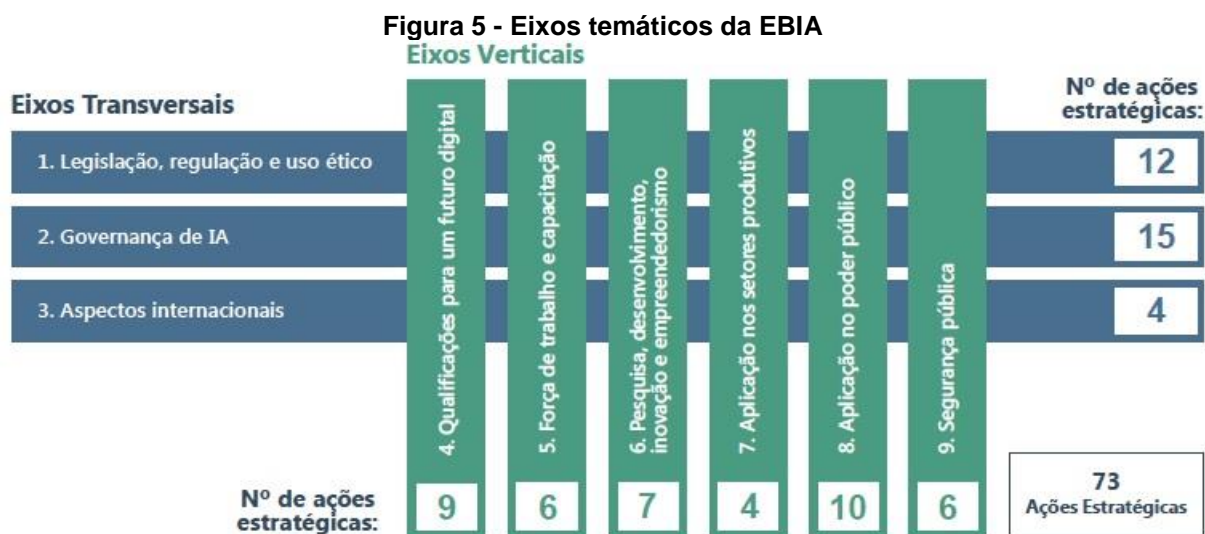 Figura 5 - Eixos temáticos da EBIA
Eixos Verticais
Eixos Transversais
Nº de ações
estratégicas:
1. Legislação, regulação e uso ético
12
2. Governança de IA
15
3. Aspectos internacionais
4
4. Qualificações para um futuro digital
5. Força de trabalho e capacitação
6. Pesquisa, desenvolvimento,
inovação e empreendedorismo
7. Aplicação nos setores produtivos
8. Aplicação no poder público
9. Segurança pública
Nº de ações
estratégicas:
9
6
7
4
10
6
73
Ações Estratégicas